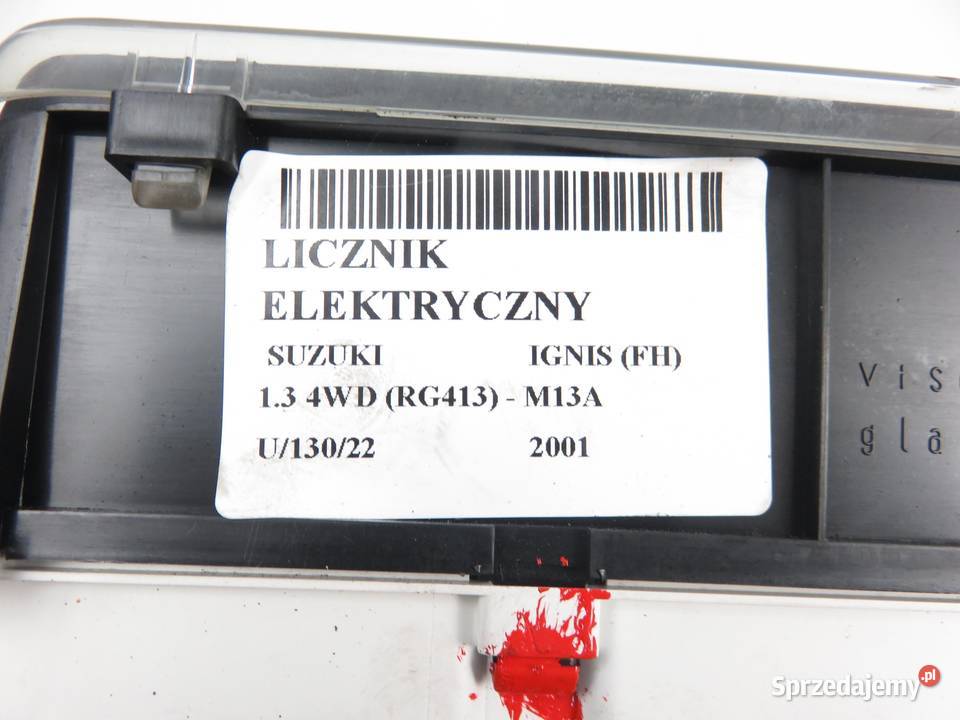 LICZNIK
ELEKTRYCZNY
SUZUKI IGNIS (FH)
1.3 4WD (RG413) - M13A
U/130/22 2001
Sprzedajemy.pl